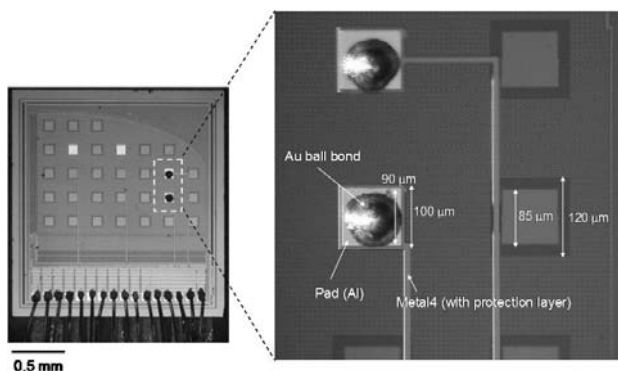 Au ball bond
90 µm
100 µm
85 µm
120 µm
Pad (Al)
Metal4 (with protection layer)
0.5 mm